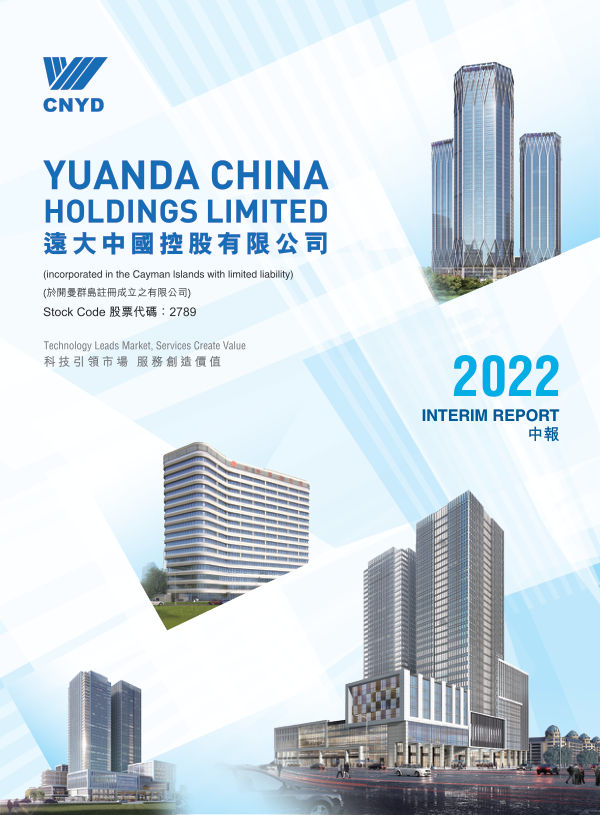 CNYD
YUANDA CHINA
HOLDINGS LIMITED
遠大中國控股有限公司
(incorporated in the Cayman Islands with limited liability)
(於開曼群島註冊成立之有限公司)
Stock Code 股票代碼：2789
Technology Leads Market, Services Create Value
科技引領市場 服務創造價值
2022
INTERIM REPORT
中報